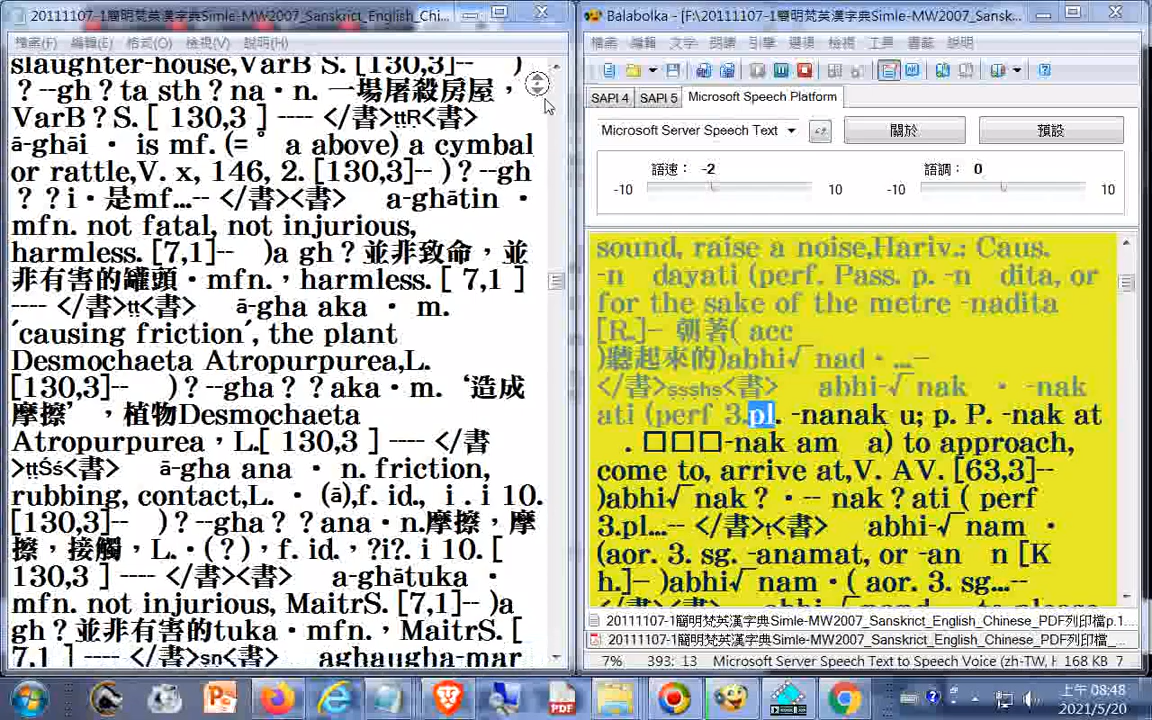 20111107-1簡明梵英漢字典Simle-MW2007_Sanskrict_English_Chi...
檔案(F) 編輯(E) 格式(O) 檢視(V) 說明(H)
slaughter-house,VarB S. [130,3]-- )
?--gh?ta sth?na・n. 一場屠殺房屋，
VarB?S. [ 130,3 ] ---- </書>ṭṭR<書>
ā-ghāi ・ is mf. (= ° a above) a cymbal
or rattle,V. x, 146, 2. [130,3]-- )?--gh
??i・是mf...-- </書><書> a-ghātin ・
mfn. not fatal, not injurious,
harmless. [7,1]-- )a gh?並非致命，並
非有害的罐頭・mfn.，harmless. [ 7,1 ]
---- </書>ṭṭ<書> ā-gha aka ・ m.
'causing friction', the plant
Desmochaeta Atropurpurea,L.
[130,3]-- )?--gha??aka・m.‘造成
摩擦’，植物Desmochaeta
Atropurpurea，L.[ 130,3 ] ---- </書
>ṭṭŠś<書> ā-gha ana ・ n. friction,
rubbing, contact,L. ・ (ā),f. id., i . i 10.
[130,3]-- )?--gha??ana・n.摩擦，摩
擦，接觸，L.・(?)，f. id.，?i?. i 10. [
130,3 ] ---- </書><書> a-ghātuka ・
mfn. not injurious, MaitrS. [7,1]-- )a
gh?並非有害的tuka・mfn.，MaitrS. [
7,1 ] ---- </書>sṇ<書> aghaugha-mar
Balabolka - [F:\20111107-1簡明梵英漢字典Simle-MW2007_Sansk...
檔案 編輯 文字 朗讀 引擎 選項 檢視 工具 書籤 說明
SAPI 4 SAPI 5 Microsoft Speech Platform
Microsoft Server Speech Text 關於 預設
語速： -2 語調： 0
-10 10 -10 10
sound, raise a noise,Hariv.: Caus.
-n dayati (perf. Pass. p. -n dita, or
for the sake of the metre -nadita
[R.]-- 朝著( acc
)聽起來的)abhi√nad・...--
</書>ṣṣhṣ<書> abhi-√nak ・ -nak
ati (perf 3.pl. -nanak u; p. P. -nak at
. □□□-nak am a) to approach,
come to, arrive at,V. AV. [63,3]--
)abhi√nak?・-- nak?ati ( perf
3.pl...-- </書>ṭ<書> abhi-√nam ・
(aor. 3. sg. -anamat, or -an n [K
h.]-- )abhi√nam・( aor. 3. sg...--
20111107-1簡明梵英漢字典Simle-MW2007_Sanskrict_English_Chinese_PDF列印檔p.1...
20111107-1簡明梵英漢字典Simle-MW2007_Sanskrict_English_Chinese_PDF列印檔...
7% 393: 13 Microsoft Server Speech Text to Speech Voice (zh-TW, H 168 KB 7
上午 08:48
2021/5/20